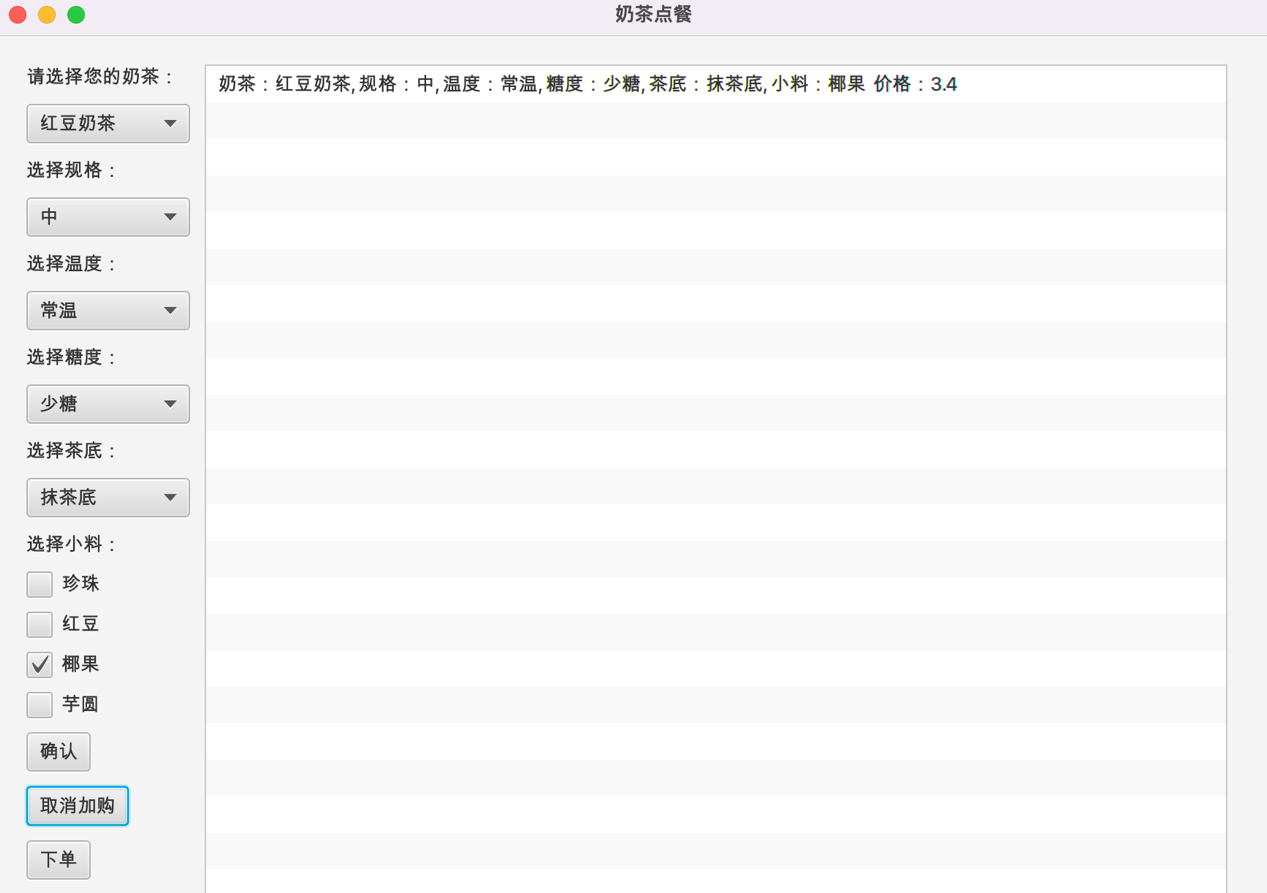 奶茶点餐
请选择您的奶茶：
红豆奶茶
选择规格：
中
选择温度：
常温
选择糖度：
少糖
选择茶底：
抹茶底
选择小料：
珍珠
红豆
椰果
芋圆
确认
取消加购
下单
奶茶：红豆奶茶,规格：中,温度：常温,糖度：少糖,茶底：抹茶底,小料：椰果 价格：3.4